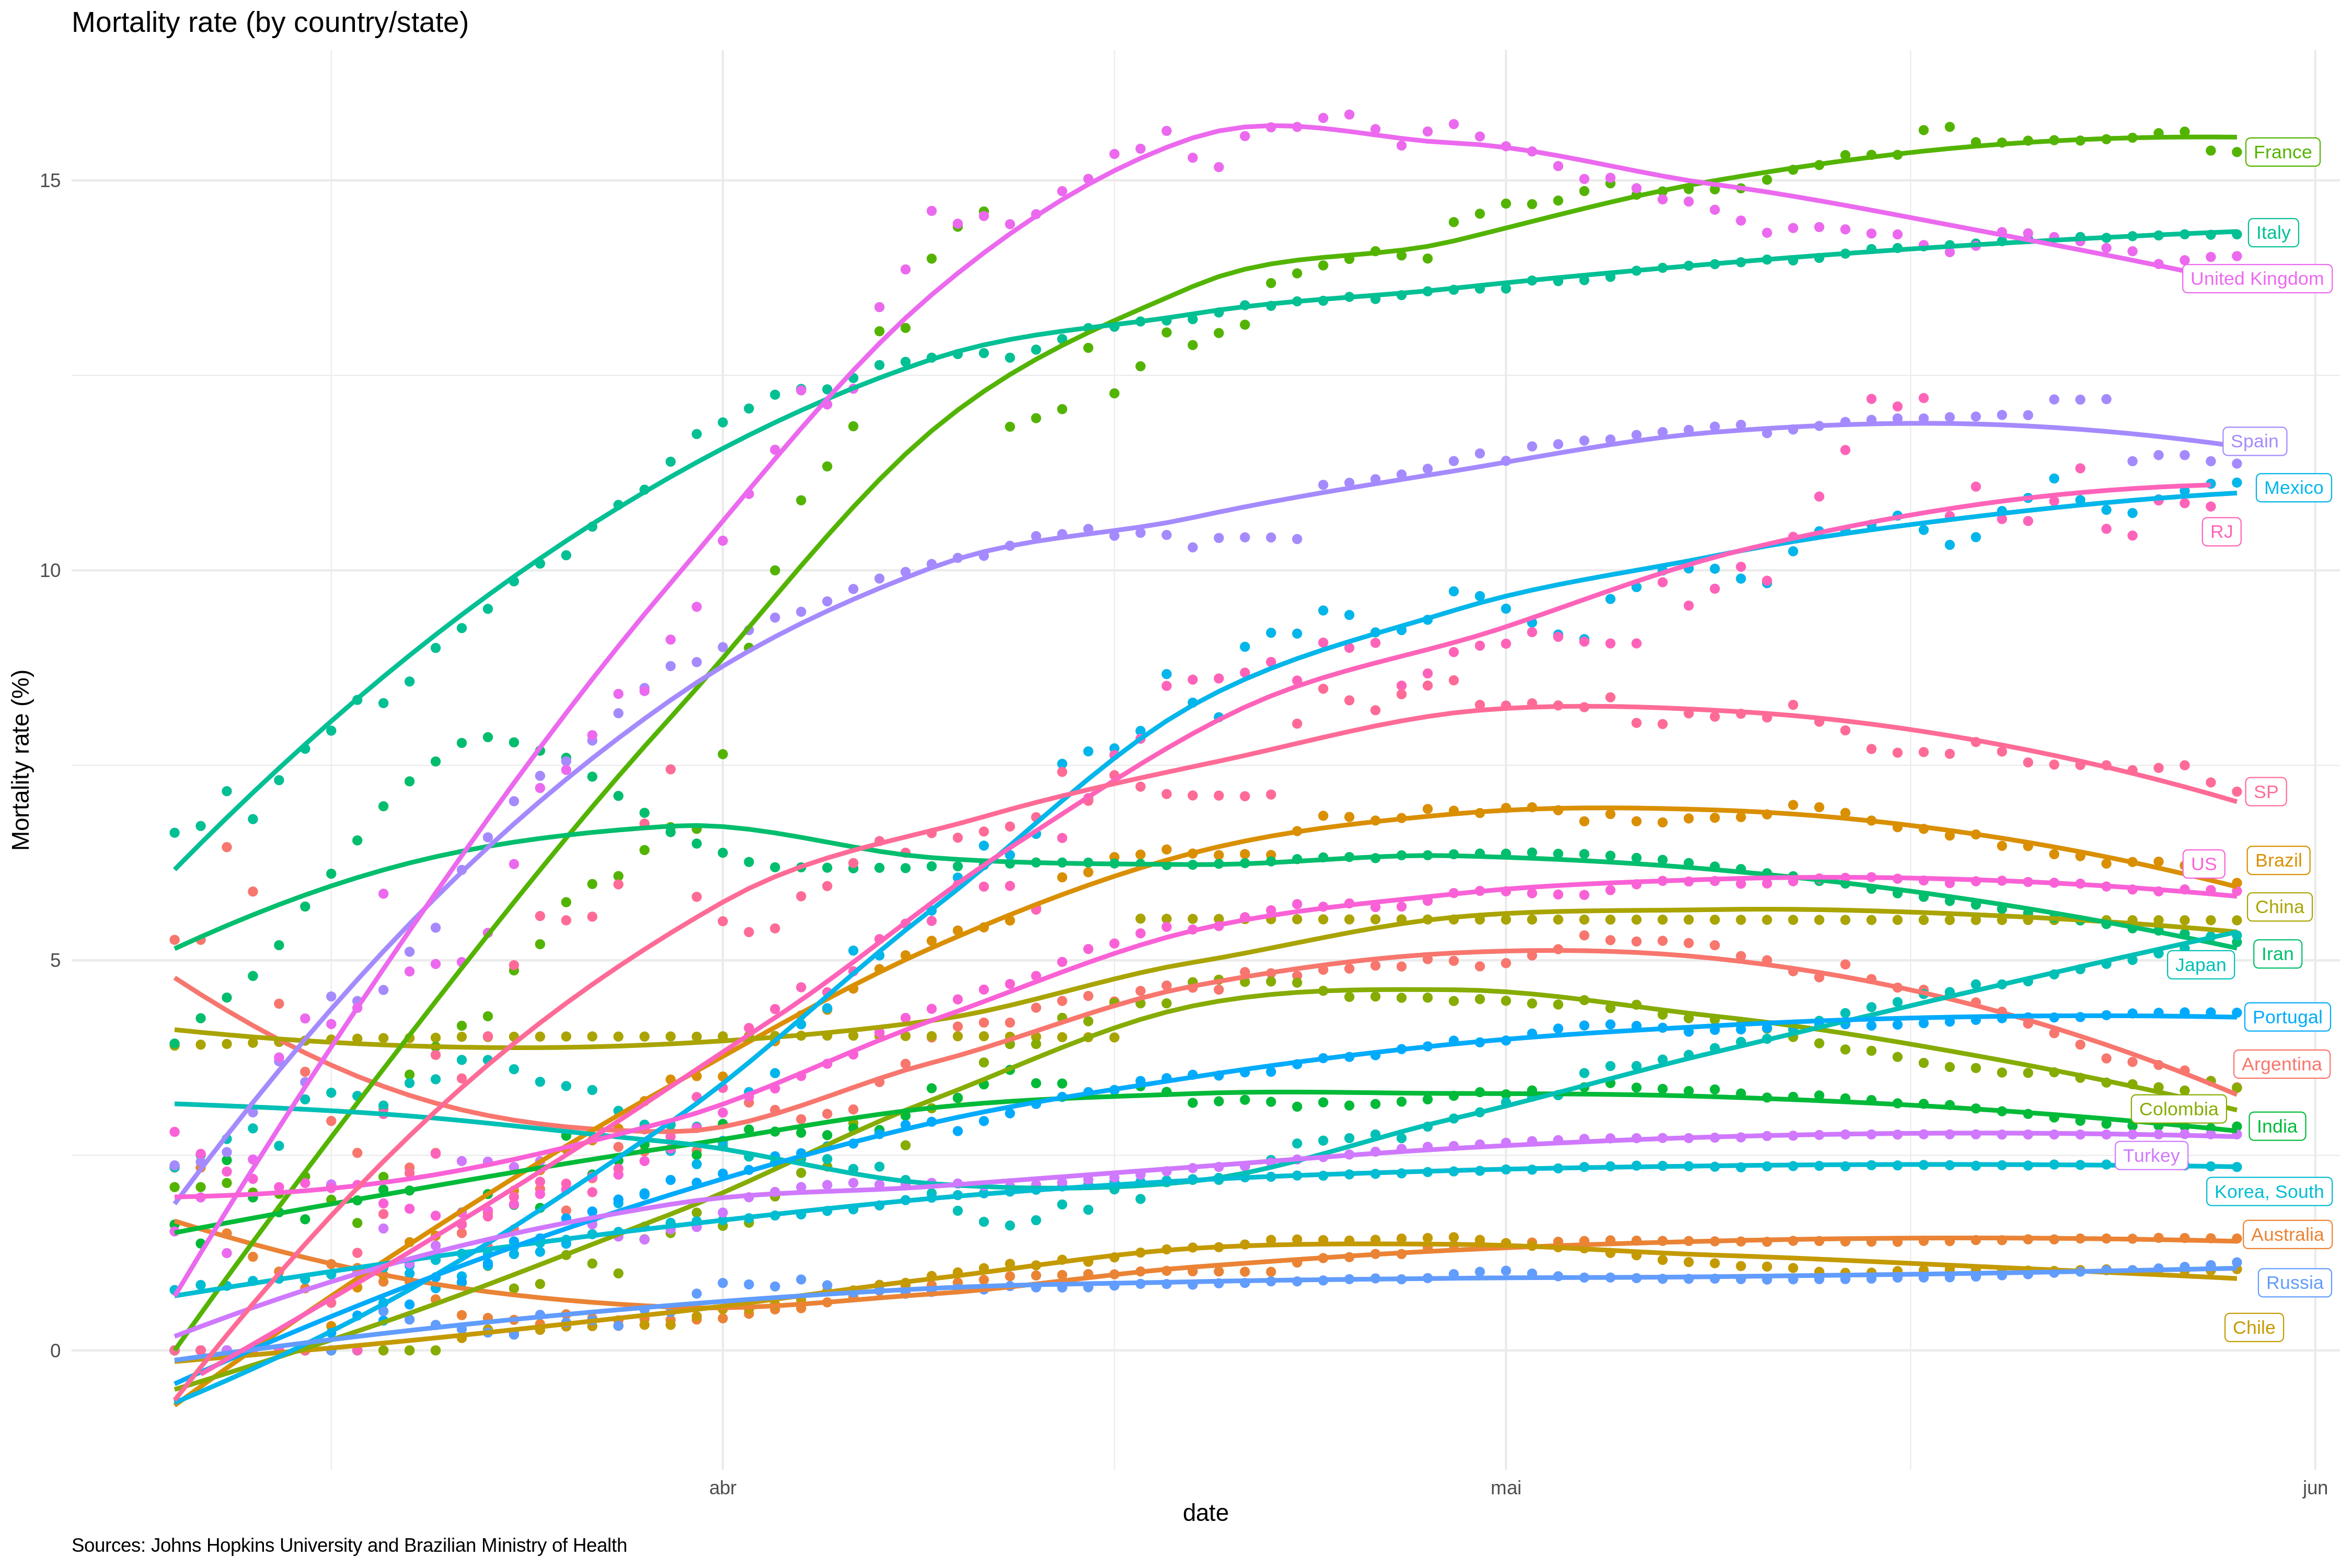 Mortality rate (by country/state)
Mortality rate (%)
15
10
5
0
France
Italy
United Kingdom
Spain
Mexico
RJ
SP
Brazil
US
China
Iran
Japan
Portugal
Argentina
Colombia
India
Turkey
Korea, South
Australia
Russia
Chile
abr
mai
jun
date
Sources: Johns Hopkins University and Brazilian Ministry of Health